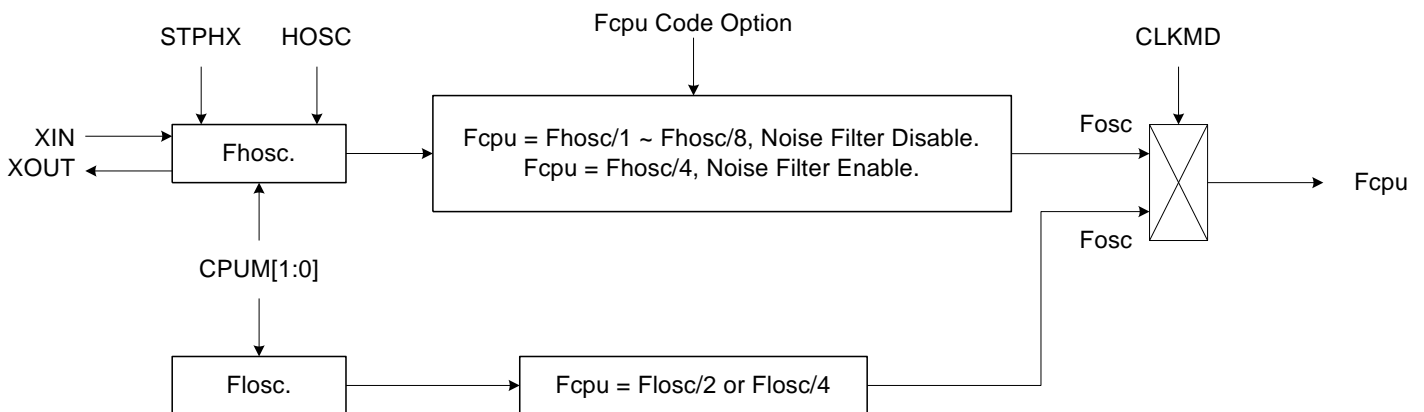 Fcpu Code Option
STPHX
HOSC
CLKMD
XIN
XOUT
Fhosc.
Fcpu = Fhosc/1 ~ Fhosc/8, Noise Filter Disable.
Fcpu = Fhosc/4, Noise Filter Enable.
Fosc
Fcpu
Fosc
CPUM[1:0]
Flosc.
Fcpu = Flosc/2 or Flosc/4